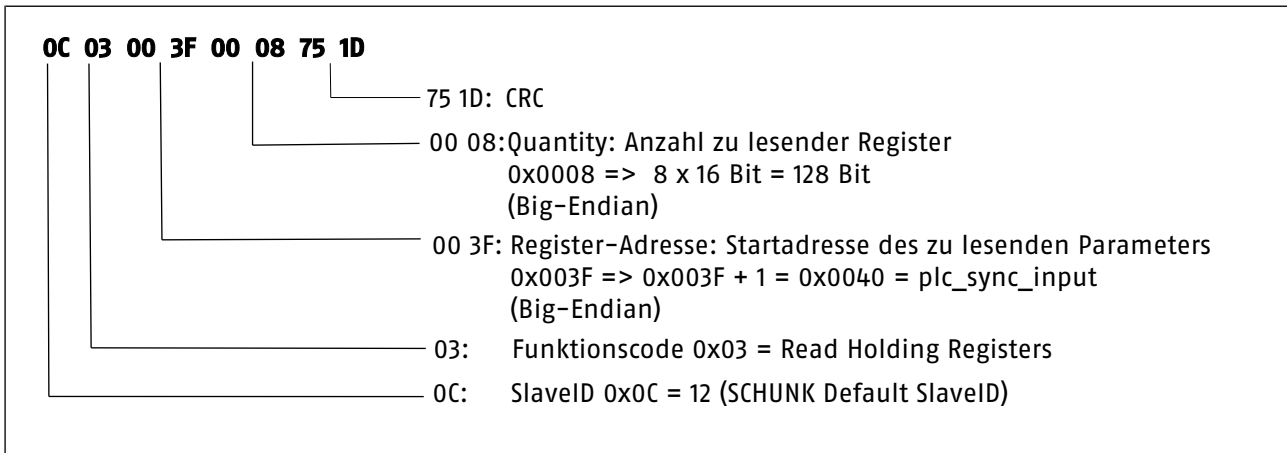 0C 03 00 3F 00 08 75 1D
75 1D: CRC
00 08:Quantity: Anzahl zu lesender Register
0x0008 => 8 x 16 Bit = 128 Bit
(Big-Endian)
00 3F: Register-Adresse: Startadresse des zu lesenden Parameters
0x003F => 0x003F + 1 = 0x0040 = plc_sync_input
(Big-Endian)
03: Funktionscode 0x03 = Read Holding Registers
0C: SlaveID 0x0C = 12 (SCHUNK Default SlaveID)